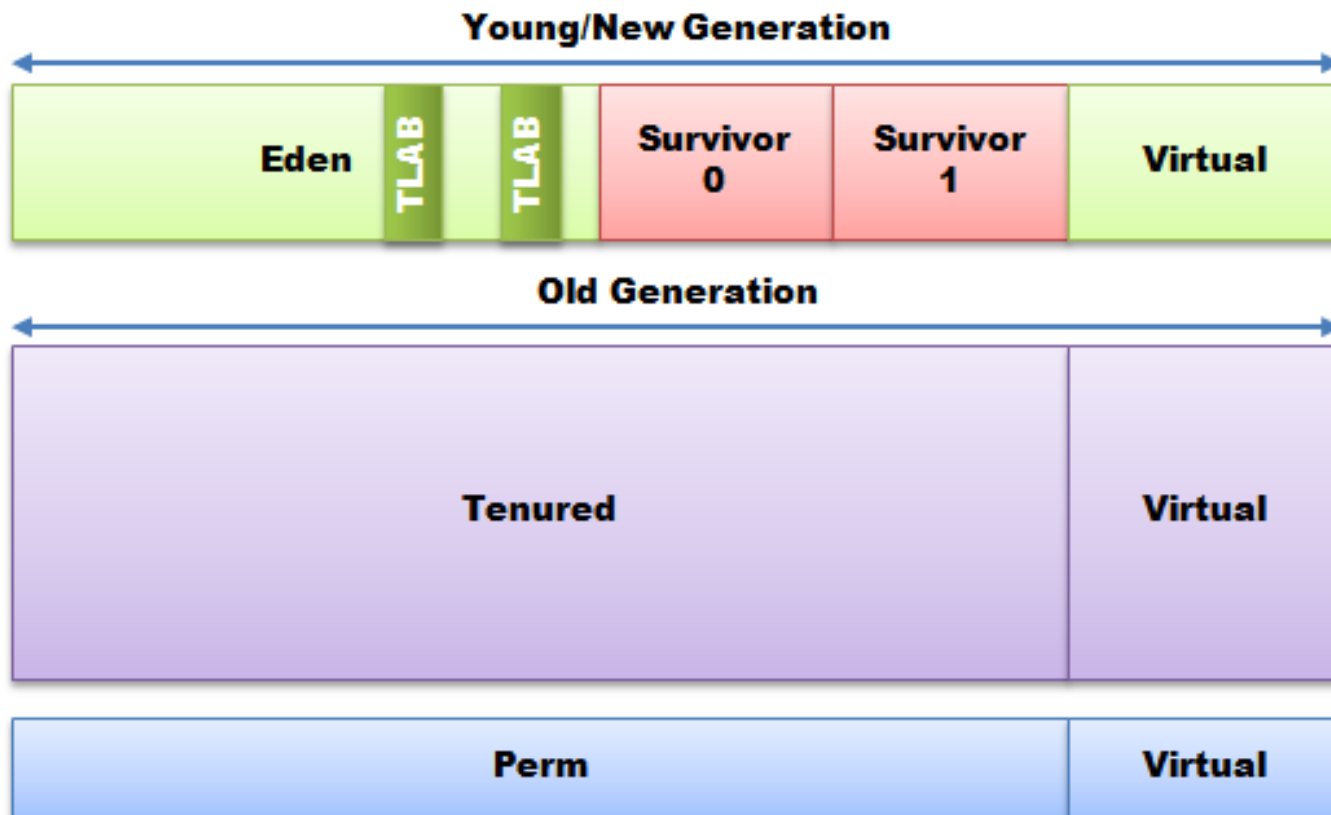 Young/New Generation
Eden
TLAB
TLAB
Survivor
0
Survivor
1
Virtual
Old Generation
Tenured
Virtual
Perm
Virtual